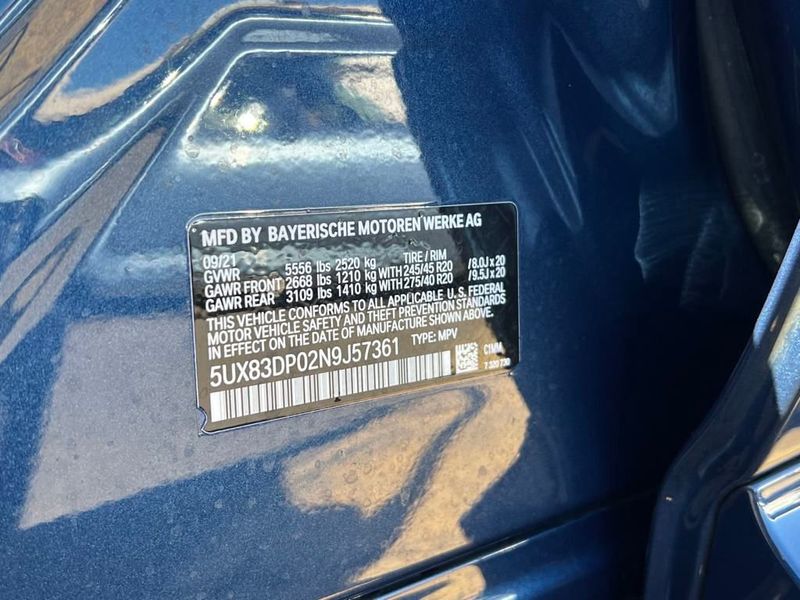 MFD BY BAYERISCHE MOTOREN WERKE AG
09/21 TIRE / RIM
GVWR 5556 lbs 2520 kg
GAWR FRONT 2668 lbs 1210 kg WITH 245/45 R20 /8.0J x 20
GAWR REAR 3109 lbs 1410 kg WITH 275/40 R20 /9.5J x 20
THIS VEHICLE CONFORMS TO ALL APPLICABLE U.S. FEDERAL
MOTOR VEHICLE SAFETY AND THEFT PREVENTION STANDARDS
IN EFFECT ON THE DATE OF MANUFACTURE SHOWN ABOVE.
5UX83DP02N9J57361 TYPE: MPV
C1MM
7 339 730